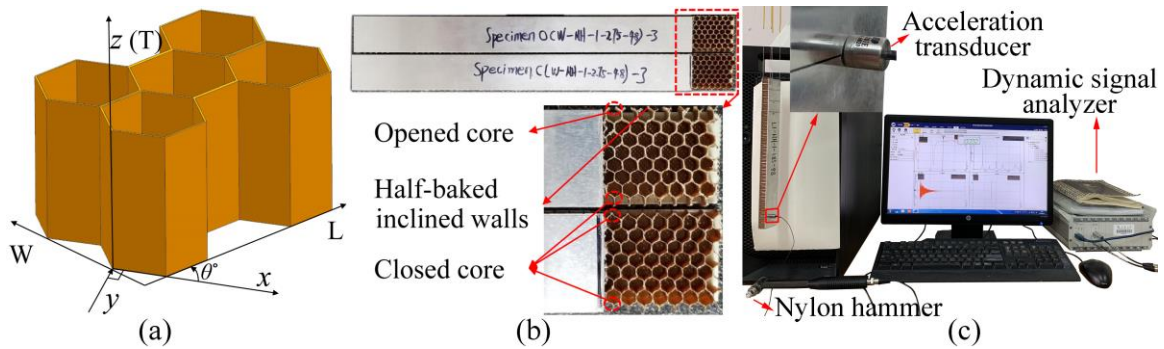 z (T)
W
y
θ°
x
L
(a)
Opened core
Half-baked
inclined walls
Closed core
(b)
Acceleration
transducer
Dynamic signal
analyzer
Nylon hammer
(c)